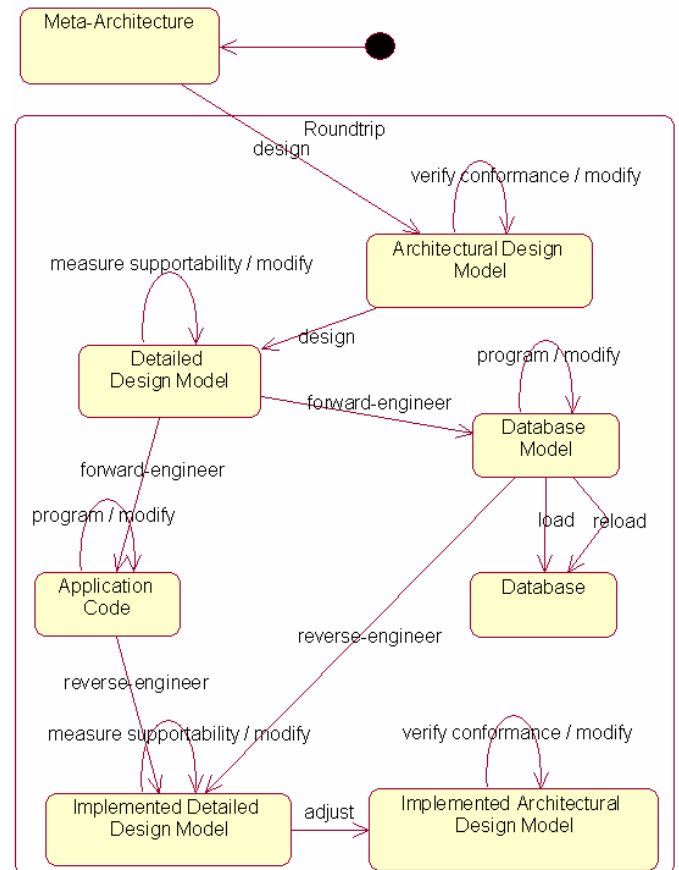 Meta-Architecture
Roundtrip
design
verify conformance / modify
Architectural Design
Model
measure supportability / modify
design
Detailed
Design Model
program / modify
forward-engineer
Database
Model
forward-engineer
program / modify
load
reload
Application
Code
Database
reverse-engineer
reverse-engineer
measure supportability / modify
verify conformance / modify
Implemented Detailed
Design Model
adjust
Implemented Architectural
Design Model